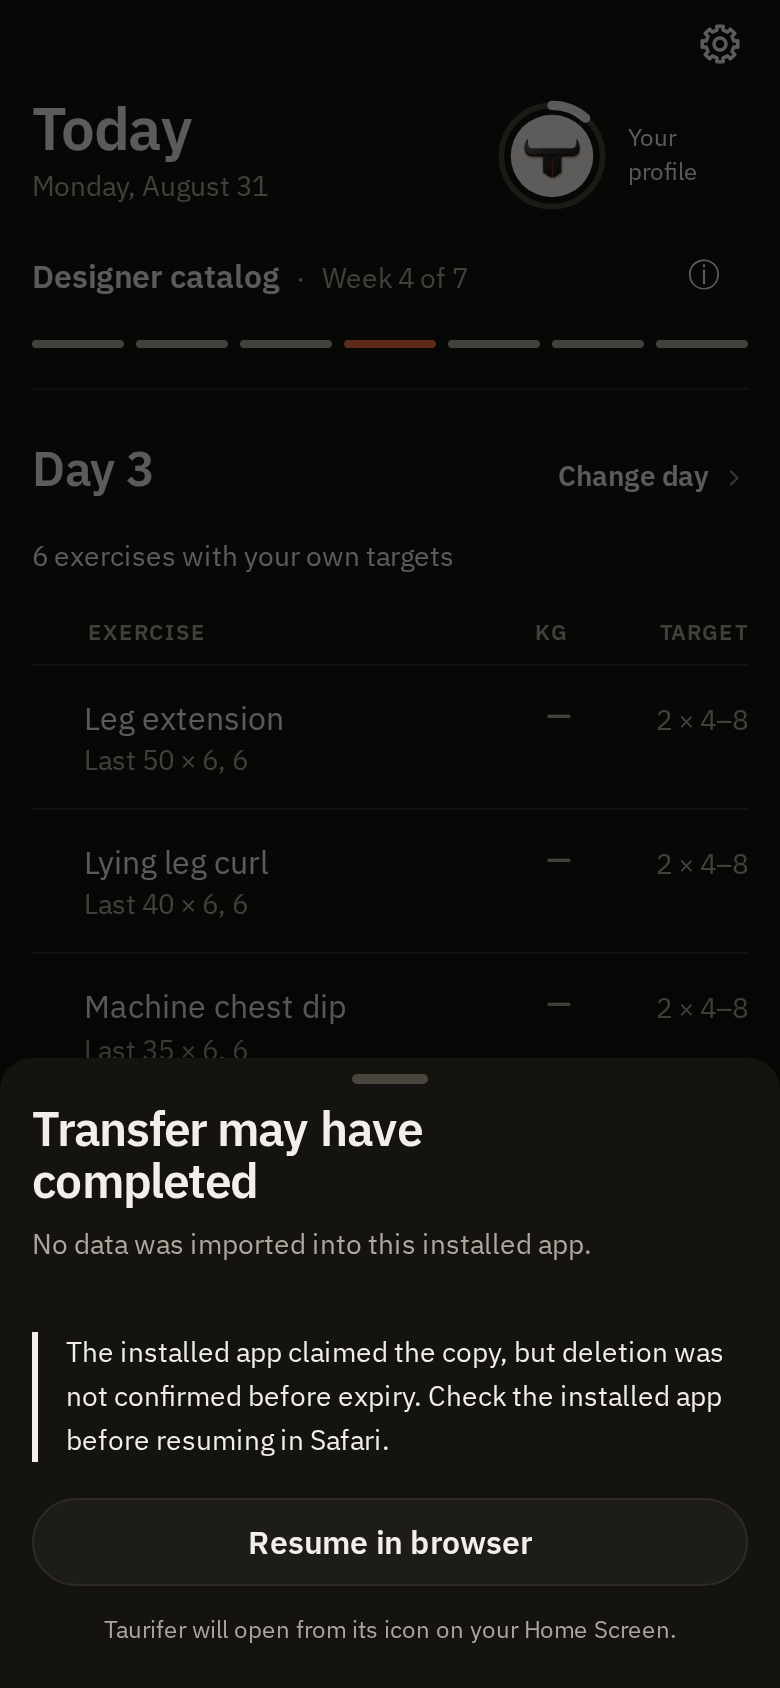 Today
Monday, August 31
Your
profile
Designer catalog · Week 4 of 7
Day 3
Change day
6 exercises with your own targets
EXERCISE KG TARGET
Leg extension — 2 × 4–8
Last 50 × 6, 6
Lying leg curl — 2 × 4–8
Last 40 × 6, 6
Machine chest dip — 2 × 4–8
Last 35 × 6, 6
Transfer may have
completed
No data was imported into this installed app.
The installed app claimed the copy, but deletion was
not confirmed before expiry. Check the installed app
before resuming in Safari.
Resume in browser
Taurifer will open from its icon on your Home Screen.